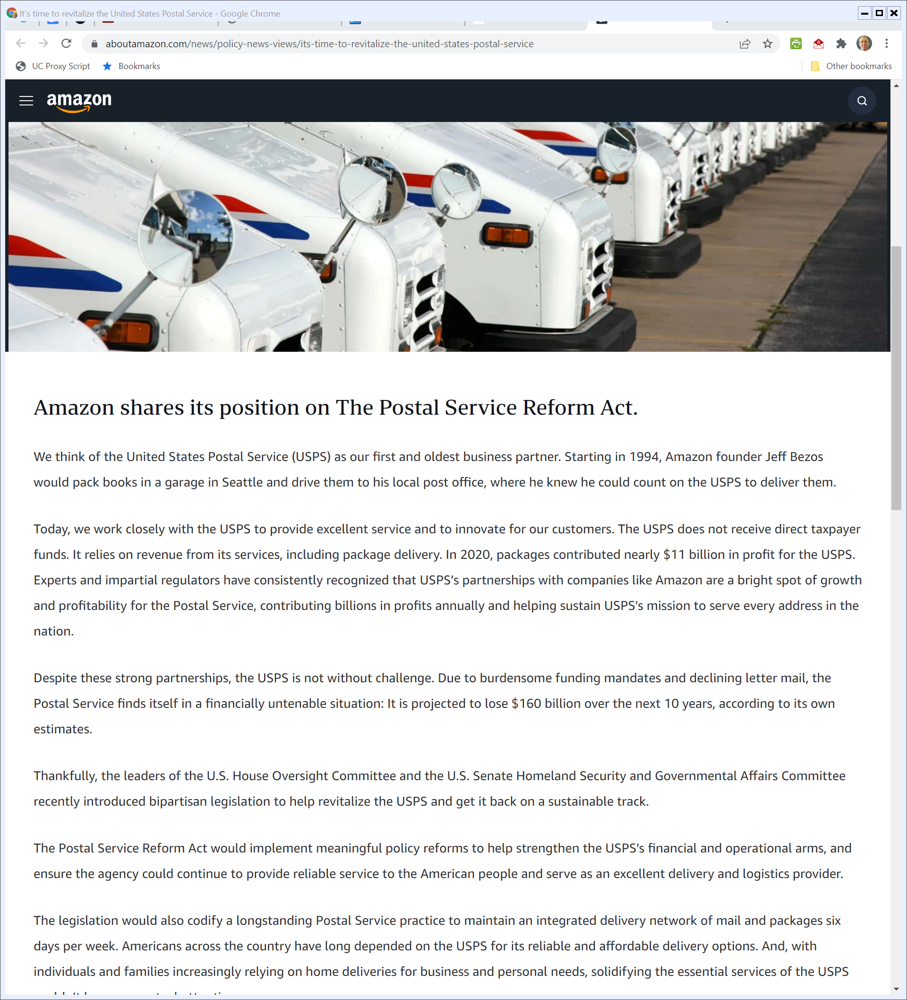 It's time to revitalize the United States Postal Service - Google Chrome
aboutamazon.com/news/policy-news-views/its-time-to-revitalize-the-united-states-postal-service
UC Proxy Script
Bookmarks
Other bookmarks
amazon
Amazon shares its position on The Postal Service Reform Act.
We think of the United States Postal Service (USPS) as our first and oldest business partner. Starting in 1994, Amazon founder Jeff Bezos
would pack books in a garage in Seattle and drive them to his local post office, where he knew he could count on the USPS to deliver them.
Today, we work closely with the USPS to provide excellent service and to innovate for our customers. The USPS does not receive direct taxpayer
funds. It relies on revenue from its services, including package delivery. In 2020, packages contributed nearly $11 billion in profit for the USPS.
Experts and impartial regulators have consistently recognized that USPS’s partnerships with companies like Amazon are a bright spot of growth
and profitability for the Postal Service, contributing billions in profits annually and helping sustain USPS’s mission to serve every address in the
nation.
Despite these strong partnerships, the USPS is not without challenge. Due to burdensome funding mandates and declining letter mail, the
Postal Service finds itself in a financially untenable situation: It is projected to lose $160 billion over the next 10 years, according to its own
estimates.
Thankfully, the leaders of the U.S. House Oversight Committee and the U.S. Senate Homeland Security and Governmental Affairs Committee
recently introduced bipartisan legislation to help revitalize the USPS and get it back on a sustainable track.
The Postal Service Reform Act would implement meaningful policy reforms to help strengthen the USPS’s financial and operational arms, and
ensure the agency could continue to provide reliable service to the American people and serve as an excellent delivery and logistics provider.
The legislation would also codify a longstanding Postal Service practice to maintain an integrated delivery network of mail and packages six
days per week. Americans across the country have long depended on the USPS for its reliable and affordable delivery options. And, with
individuals and families increasingly relying on home deliveries for business and personal needs, solidifying the essential services of the USPS